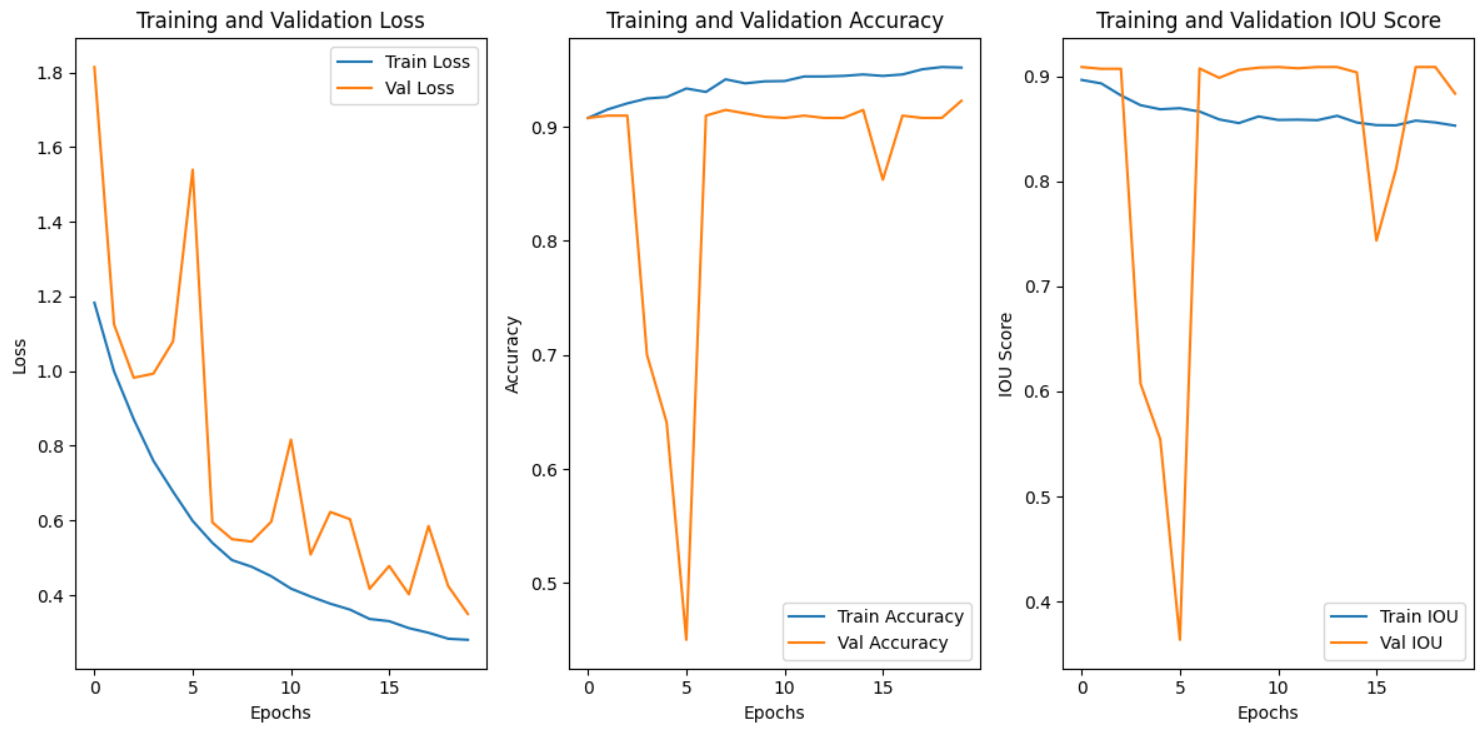 Training and Validation Loss
Train Loss
Val Loss
1.8
1.6
1.4
1.2
1.0
0.8
0.6
0.4
Loss
0
5
10
15
Epochs
Training and Validation Accuracy
0.9
0.8
0.7
0.6
0.5
Accuracy
Train Accuracy
Val Accuracy
0
5
10
15
Epochs
Training and Validation IOU Score
0.9
0.8
0.7
0.6
0.5
0.4
IOU Score
Train IOU
Val IOU
0
5
10
15
Epochs